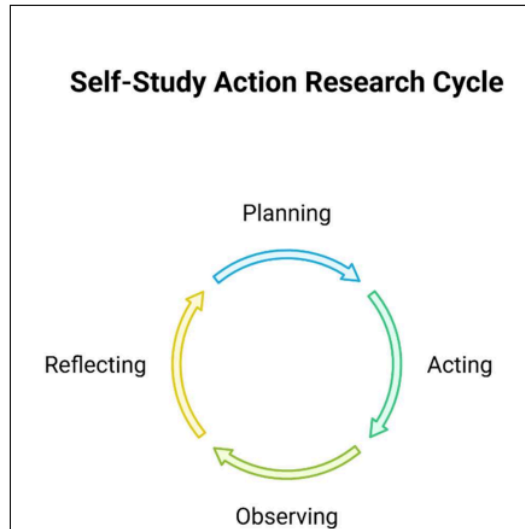 Self-Study Action Research Cycle
Planning
Reflecting
Acting
Observing